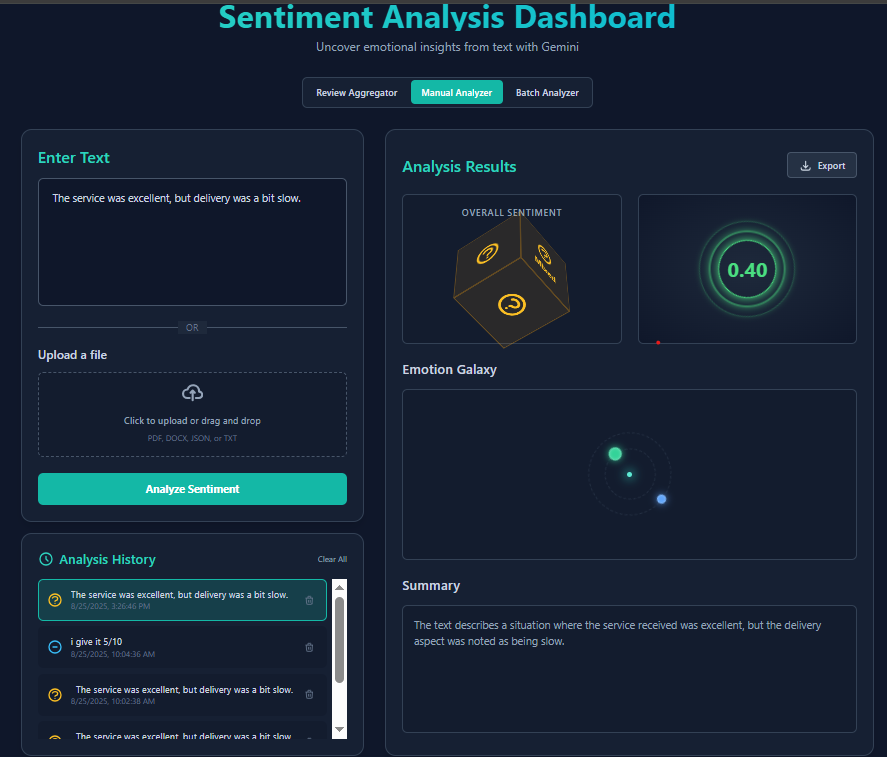 Sentiment Analysis Dashboard
Uncover emotional insights from text with Gemini
Review Aggregator
Manual Analyzer
Batch Analyzer
Enter Text
The service was excellent, but delivery was a bit slow.
OR
Upload a file
Click to upload or drag and drop
PDF, DOCX, JSON, or TXT
Analyze Sentiment
Analysis History
Clear All
The service was excellent, but delivery was a bit slow.
8/25/2025, 3:26:46 PM
i give it 5/10
8/25/2025, 10:04:36 AM
The service was excellent, but delivery was a bit slow.
8/25/2025, 10:02:38 AM
The service was excellent, but delivery was a bit slow.
Analysis Results
Export
OVERALL SENTIMENT
Mixed
0.40
Emotion Galaxy
Summary
The text describes a situation where the service received was excellent, but the delivery
aspect was noted as being slow.